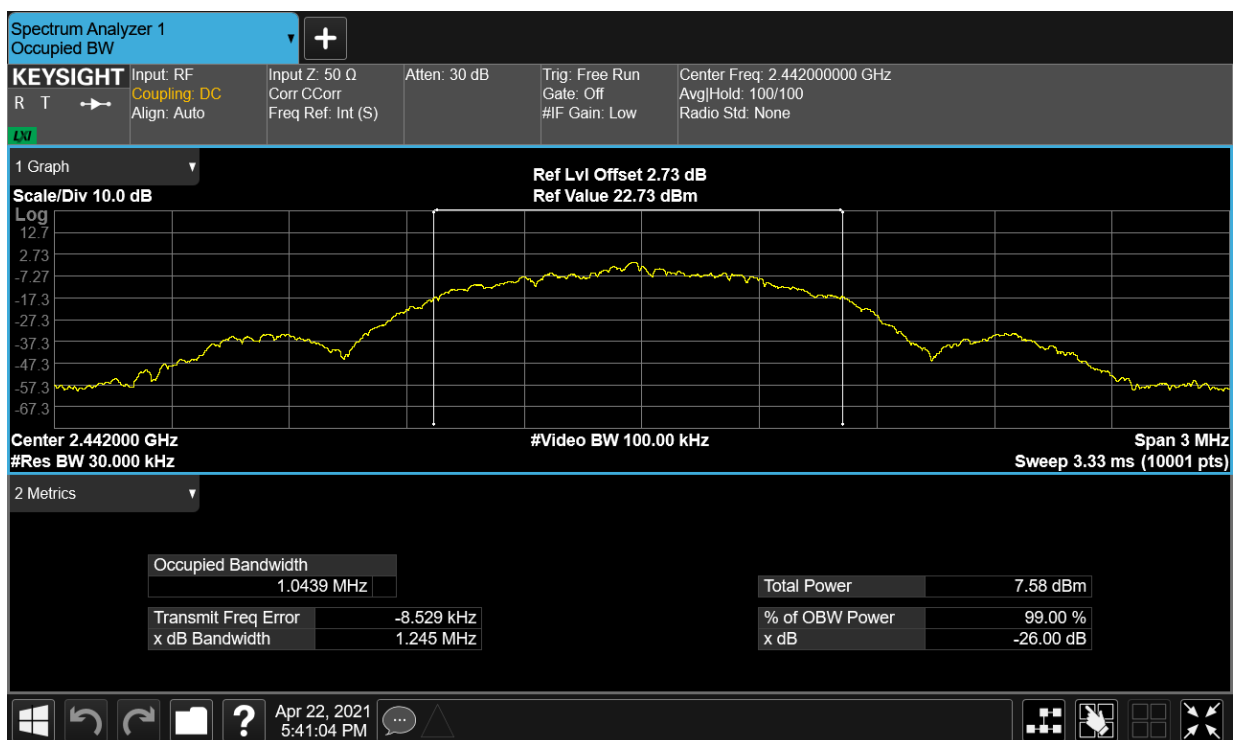 Spectrum Analyzer 1
Occupied BW
KEYSIGHT
R T
LXI
Input: RF
Coupling: DC
Align: Auto
Input Z: 50 Ω
Corr CCorr
Freq Ref: Int (S)
Atten: 30 dB
Trig: Free Run
Gate: Off
#IF Gain: Low
Center Freq: 2.442000000 GHz
Avg|Hold: 100/100
Radio Std: None
1 Graph
Scale/Div 10.0 dB
Ref Lvl Offset 2.73 dB
Ref Value 22.73 dBm
Log
12.7
2.73
-7.27
-17.3
-27.3
-37.3
-47.3
-57.3
-67.3
Center 2.442000 GHz
#Video BW 100.00 kHz
Span 3 MHz
#Res BW 30.000 kHz
Sweep 3.33 ms (10001 pts)
2 Metrics
Occupied Bandwidth
1.0439 MHz
Total Power 7.58 dBm
Transmit Freq Error -8.529 kHz
% of OBW Power 99.00 %
x dB Bandwidth 1.245 MHz
x dB -26.00 dB
?
Apr 22, 2021
5:41:04 PM